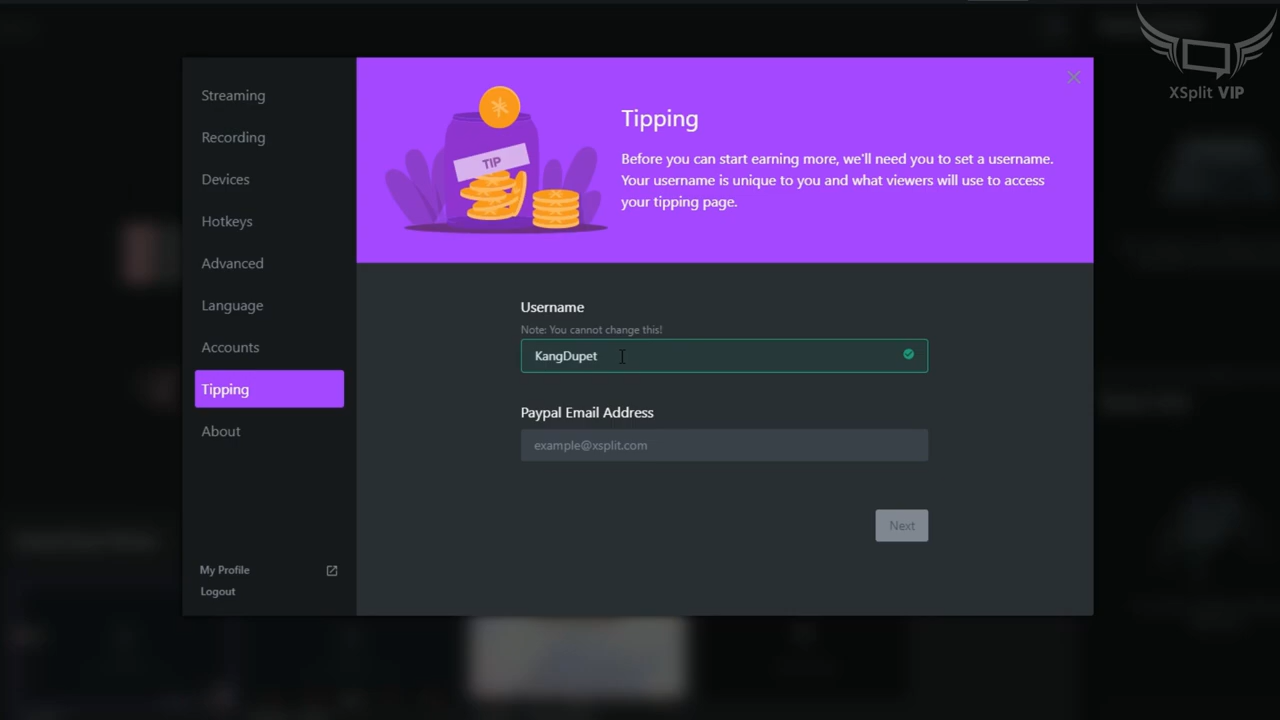 XSplit VIP
Streaming
Recording
Devices
Hotkeys
Advanced
Language
Accounts
Tipping
About
My Profile
Logout
TIP
Tipping
Before you can start earning more, we'll need you to set a username.
Your username is unique to you and what viewers will use to access
your tipping page.
Username
Note: You cannot change this!
KangDupet
Paypal Email Address
example@xsplit.com
Next